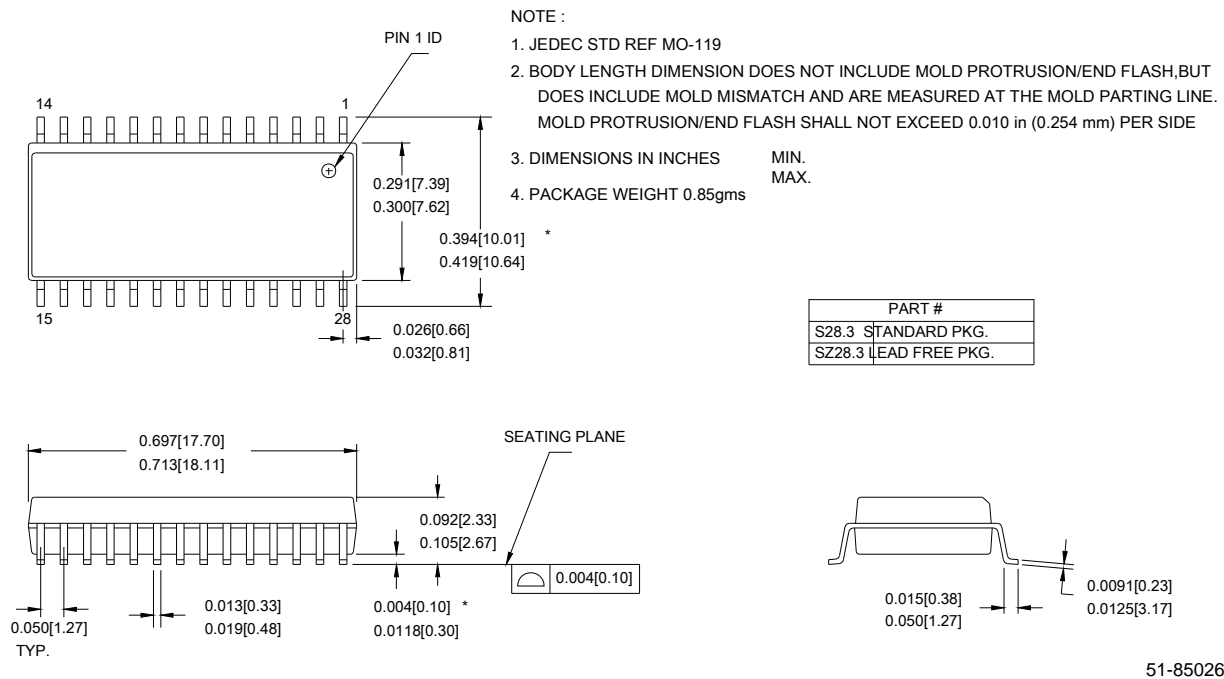 NOTE :
1. JEDEC STD REF MO-119
2. BODY LENGTH DIMENSION DOES NOT INCLUDE MOLD PROTRUSION/END FLASH,BUT
DOES INCLUDE MOLD MISMATCH AND ARE MEASURED AT THE MOLD PARTING LINE.
MOLD PROTRUSION/END FLASH SHALL NOT EXCEED 0.010 in (0.254 mm) PER SIDE
3. DIMENSIONS IN INCHES MIN.
MAX.
4. PACKAGE WEIGHT 0.85gms
PIN 1 ID
14 1
0.291[7.39]
0.300[7.62]
0.394[10.01] *
0.419[10.64]
15 28
0.026[0.66]
0.032[0.81]
PART #
S28.3 STANDARD PKG.
SZ28.3 LEAD FREE PKG.
0.697[17.70]
0.713[18.11]
SEATING PLANE
0.092[2.33]
0.105[2.67]
0.004[0.10]
0.050[1.27]
TYP.
0.013[0.33]
0.019[0.48]
0.004[0.10] *
0.0118[0.30]
0.015[0.38]
0.050[1.27]
0.0091[0.23]
0.0125[3.17]
51-85026